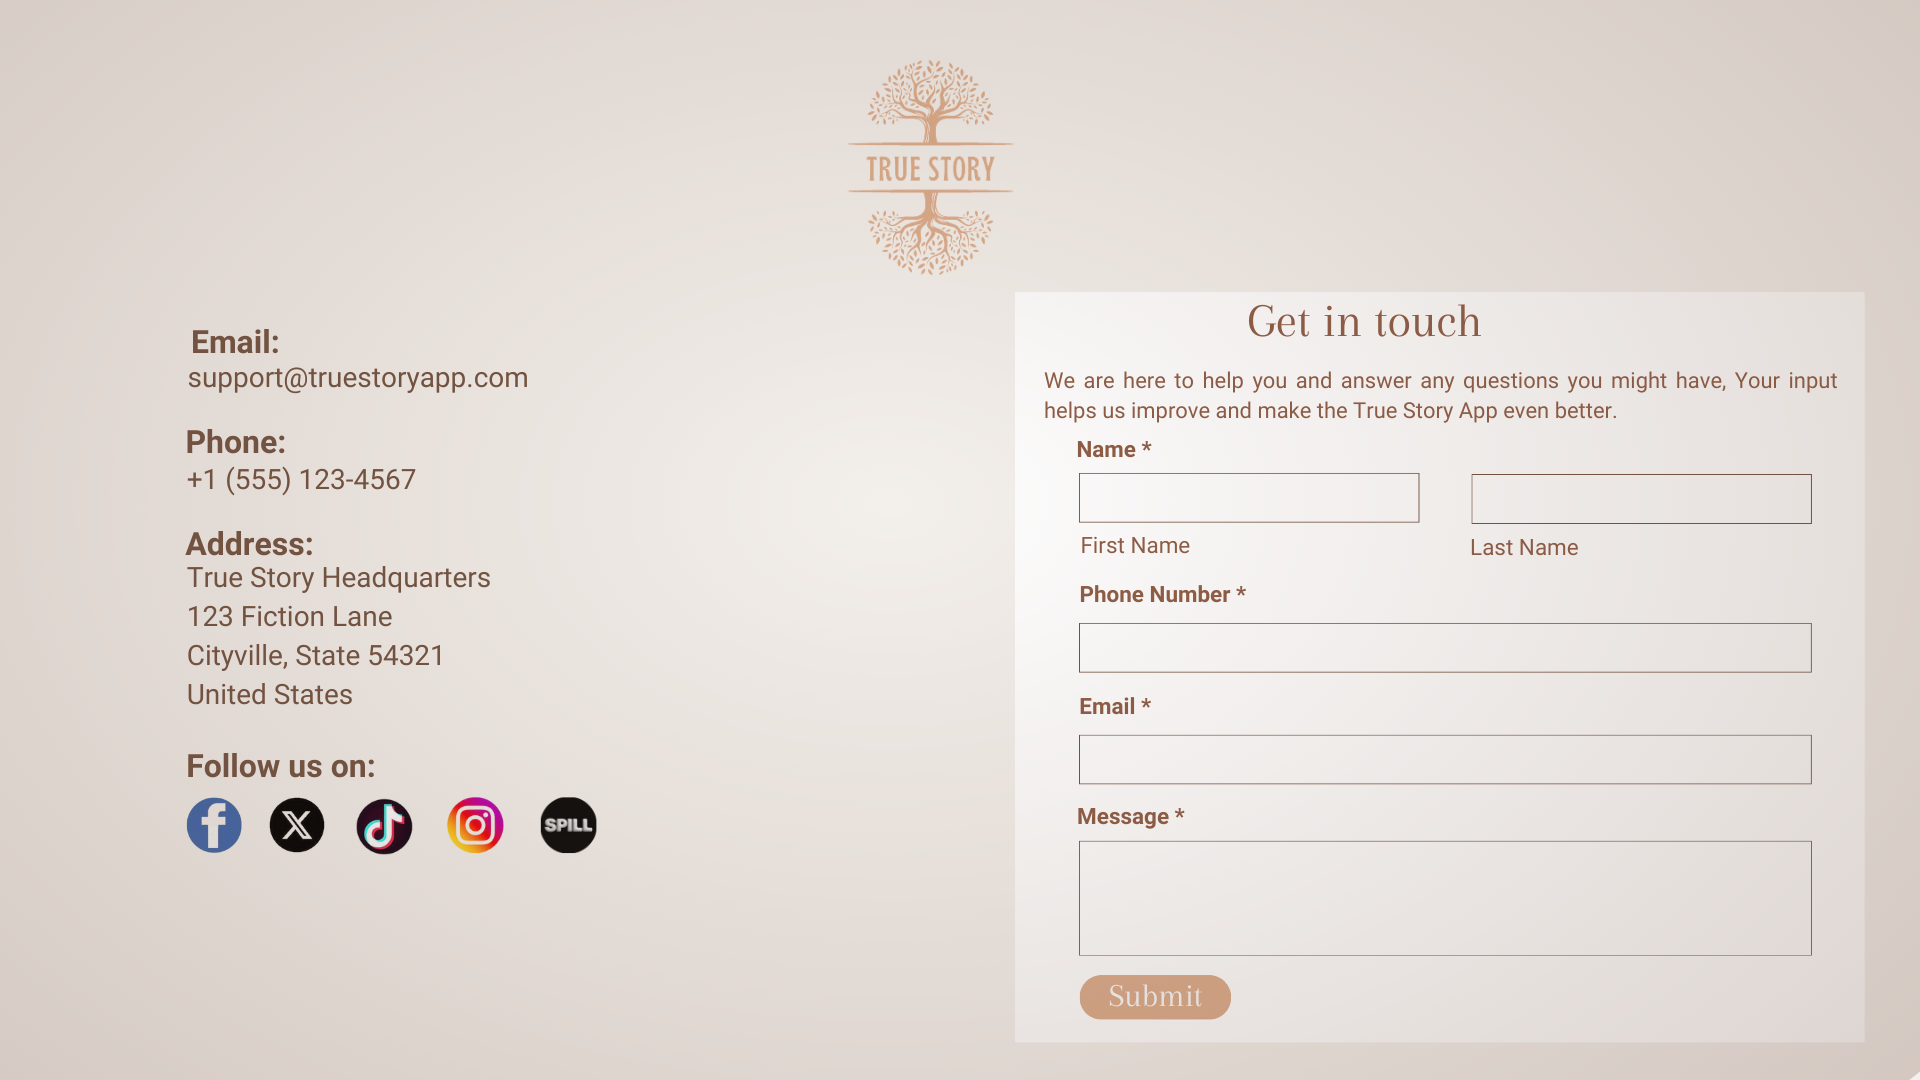 TRUE STORY
Email:
support@truestoryapp.com
Phone:
+1 (555) 123-4567
Address:
True Story Headquarters
123 Fiction Lane
Cityville, State 54321
United States
Follow us on:
SPILL
Get in touch
We are here to help you and answer any questions you might have, Your input
helps us improve and make the True Story App even better.
Name *
First Name
Last Name
Phone Number *
Email *
Message *
Submit